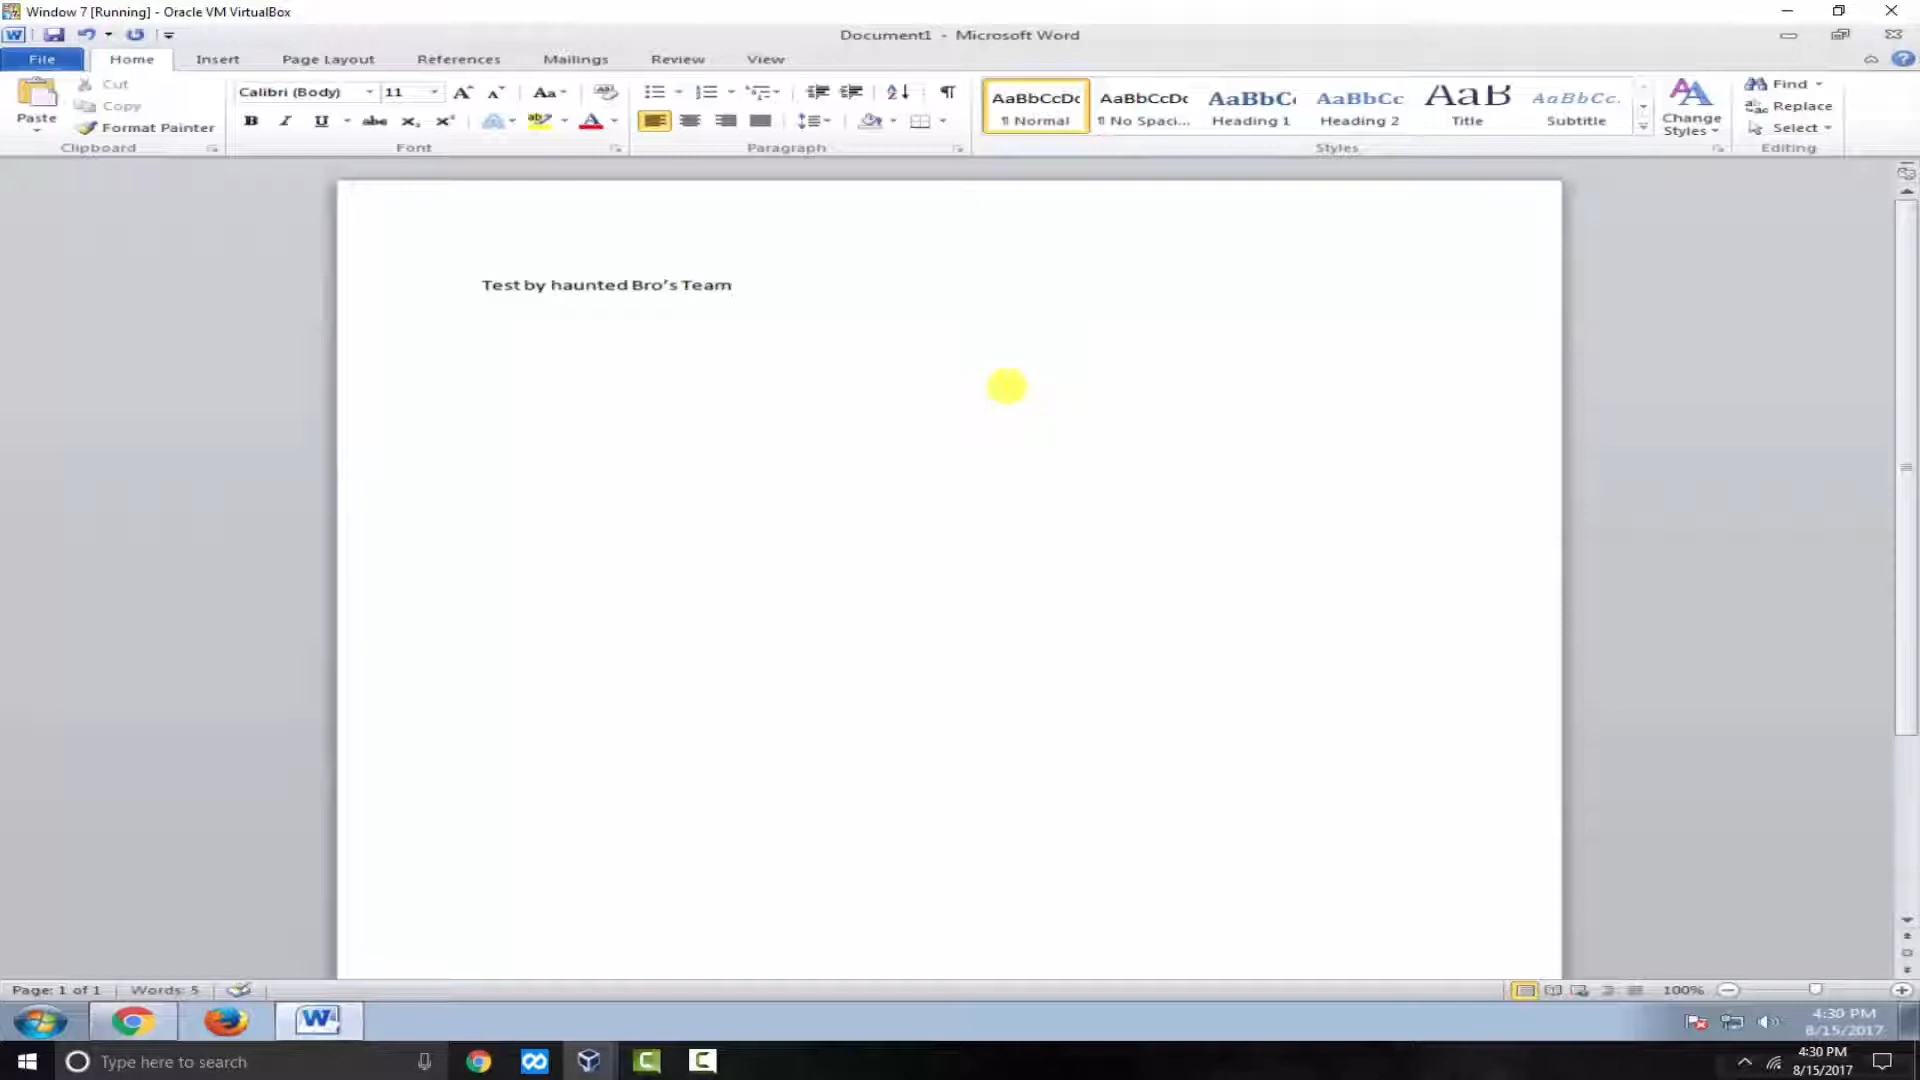 Window 7 [Running] - Oracle VM VirtualBox
Document1 - Microsoft Word
File Home Insert Page Layout References Mailings Review View
Paste
Cut
Copy
Format Painter
Clipboard
Calibri (Body) 11
Font
Paragraph
AaBbCcDc AaBbCcDc AaBbC AaBbCc AaB AaBbCc.
¶ Normal ¶ No Spaci... Heading 1 Heading 2 Title Subtitle
Change
Styles
Styles
Find
Replace
Select
Editing
Test by haunted Bro's Team
Page: 1 of 1 Words: 5
100%
4:30 PM
8/15/2017
Type here to search
4:30 PM
8/15/2017